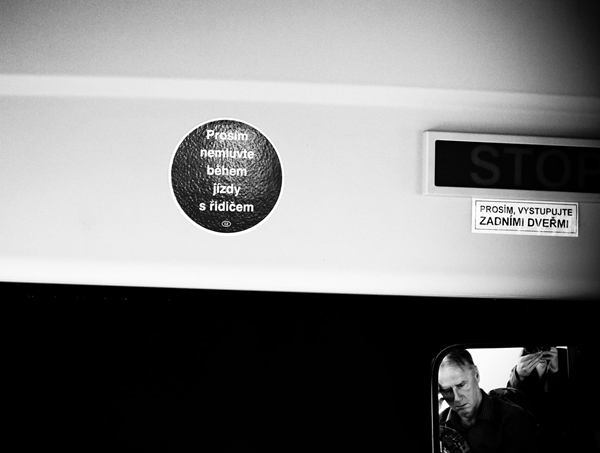 Prosím
nemluvte
během
jízdy
s řidičem
STOP
PROSÍM, VYSTUPUJTE
ZADNÍMI DVEŘMI